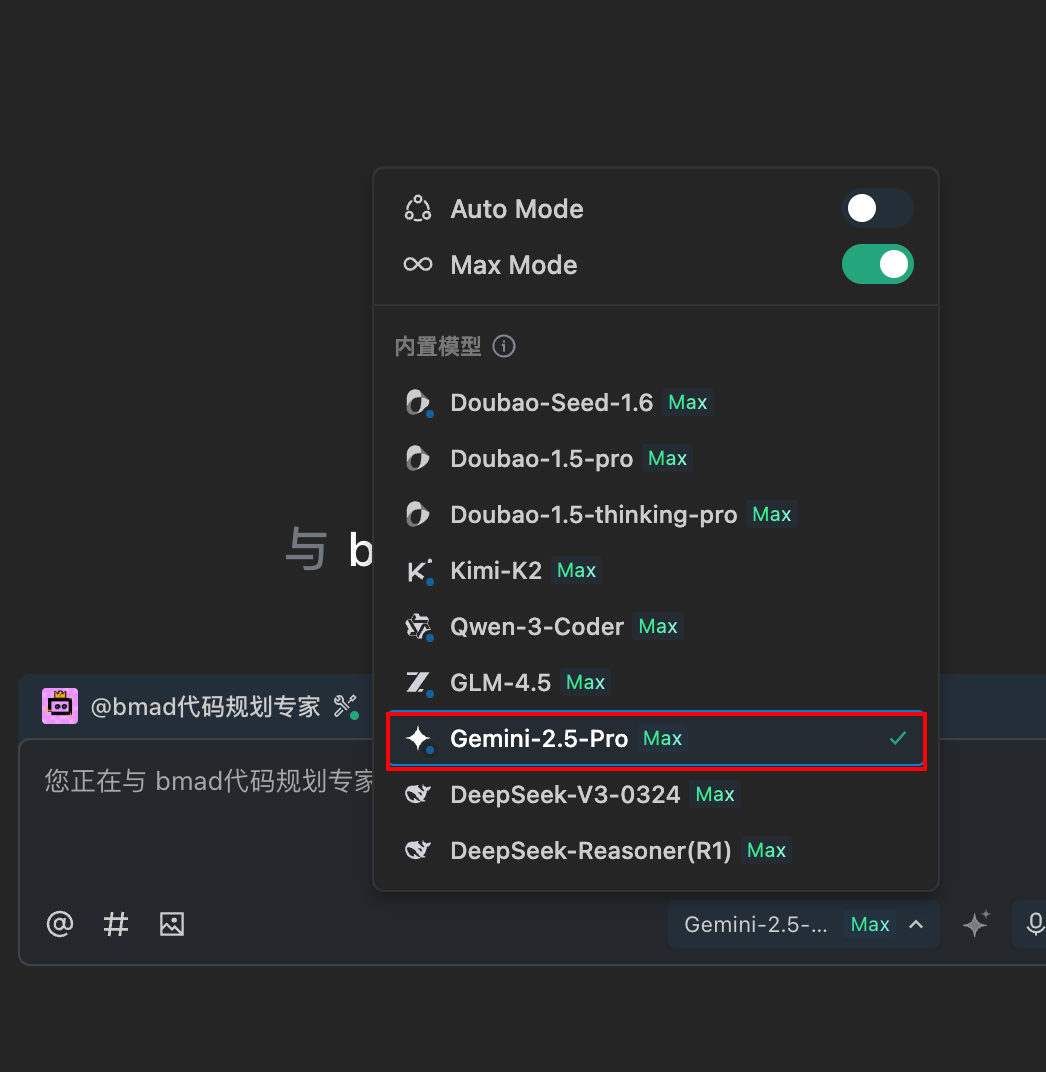 Auto Mode
Max Mode
内置模型
Doubao-Seed-1.6 Max
Doubao-1.5-pro Max
Doubao-1.5-thinking-pro Max
与 b
Kimi-K2 Max
Qwen-3-Coder Max
GLM-4.5 Max
@bmad代码规划专家
Gemini-2.5-Pro Max
您正在与 bmad代码规划专家
DeepSeek-V3-0324 Max
DeepSeek-Reasoner(R1) Max
Gemini-2.5-... Max